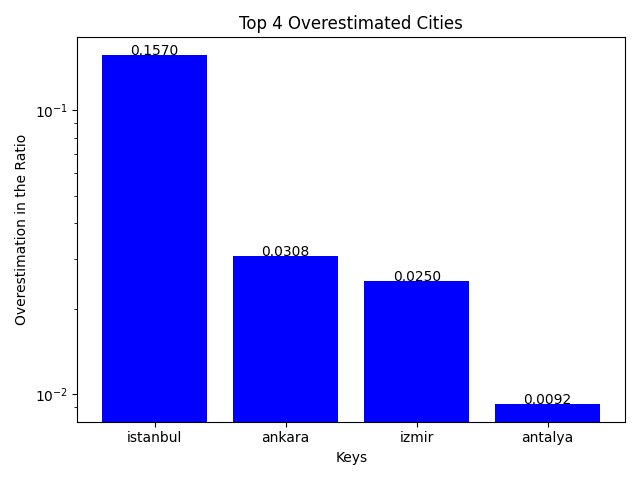 Top 4 Overestimated Cities
Overestimation in the Ratio
10⁻¹
10⁻²
0.1570
0.0308
0.0250
0.0092
istanbul
ankara
izmir
antalya
Keys